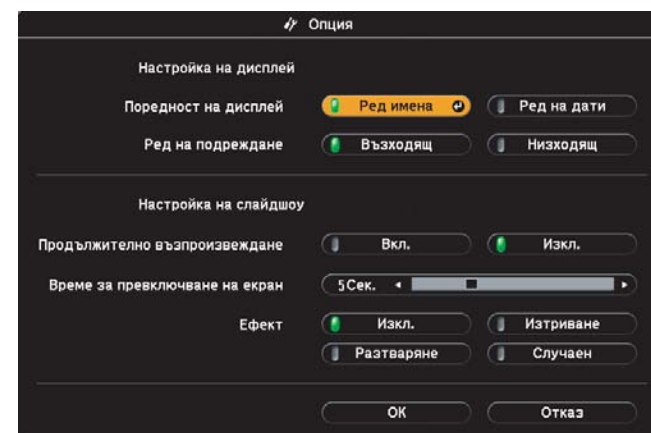 Опция
Настройка на дисплей
Поредност на дисплей Ред имена Ред на дати
Ред на подреждане Възходящ Низходящ
Настройка на слайдшоу
Продължително възпроизвеждане Вкл. Изкл.
Време за превключване на екран 5Сек.
Ефект Изкл. Изтриване
Разтваряне Случаен
OK Отказ